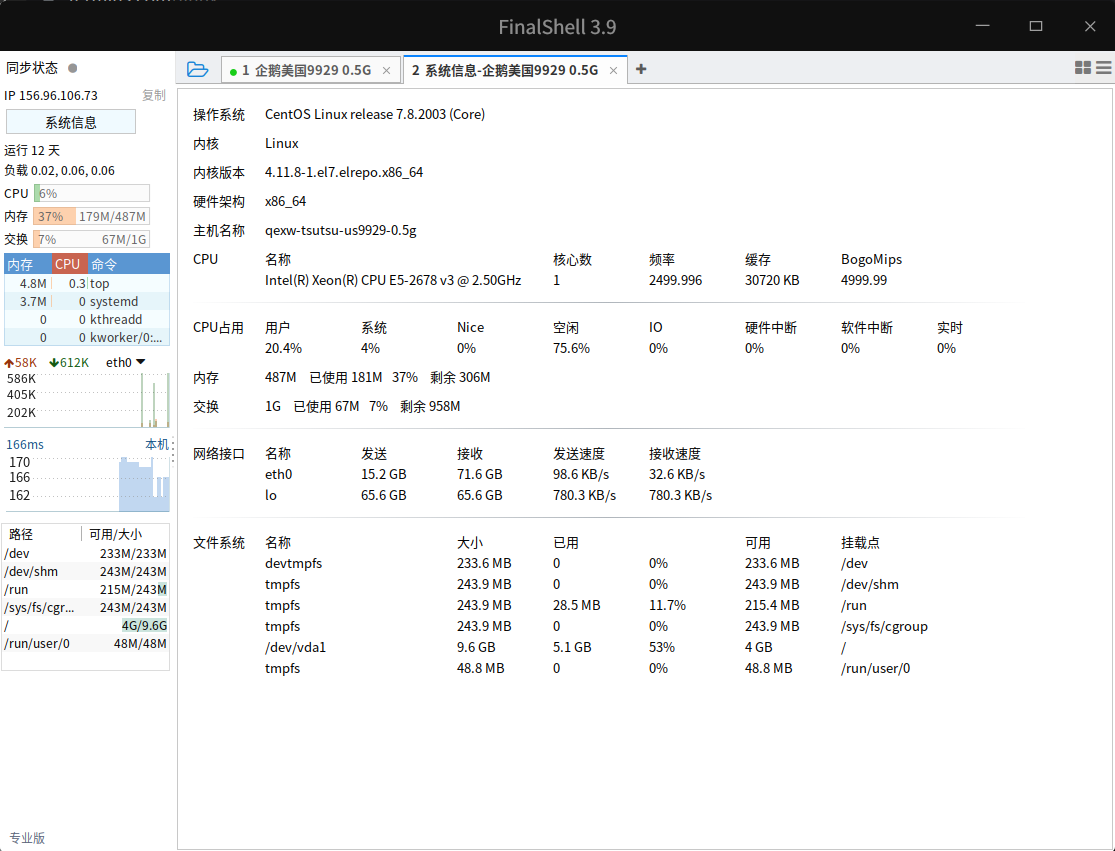 FinalShell 3.9
同步状态
IP 156.96.106.73 复制
系统信息
运行 12 天
负载 0.02, 0.06, 0.06
CPU 6%
内存 37% 179M/487M
交换 7% 67M/1G
内存 CPU 命令
4.8M 0.3 top
3.7M 0 systemd
0 0 kthreadd
0 0 kworker/0:...
58K 612K eth0
586K
405K
202K
166ms 本机
170
166
162
路径 可用/大小
/dev 233M/233M
/dev/shm 243M/243M
/run 215M/243M
/sys/fs/cgr... 243M/243M
/ 4G/9.6G
/run/user/0 48M/48M
专业版
1 企鹅美国9929 0.5G
2 系统信息-企鹅美国9929 0.5G
操作系统 CentOS Linux release 7.8.2003 (Core)
内核 Linux
内核版本 4.11.8-1.el7.elrepo.x86_64
硬件架构 x86_64
主机名称 qexw-tsutsu-us9929-0.5g
CPU 名称 核心数 频率 缓存 BogoMips
Intel(R) Xeon(R) CPU E5-2678 v3 @ 2.50GHz 1 2499.996 30720 KB 4999.99
CPU占用 用户 系统 Nice 空闲 IO 硬件中断 软件中断 实时
20.4% 4% 0% 75.6% 0% 0% 0% 0%
内存 487M 已使用 181M 37% 剩余 306M
交换 1G 已使用 67M 7% 剩余 958M
网络接口 名称 发送 接收 发送速度 接收速度
eth0 15.2 GB 71.6 GB 98.6 KB/s 32.6 KB/s
lo 65.6 GB 65.6 GB 780.3 KB/s 780.3 KB/s
文件系统 名称 大小 已用 可用 挂载点
devtmpfs 233.6 MB 0 0% 233.6 MB /dev
tmpfs 243.9 MB 0 0% 243.9 MB /dev/shm
tmpfs 243.9 MB 28.5 MB 11.7% 215.4 MB /run
tmpfs 243.9 MB 0 0% 243.9 MB /sys/fs/cgroup
/dev/vda1 9.6 GB 5.1 GB 53% 4 GB /
tmpfs 48.8 MB 0 0% 48.8 MB /run/user/0